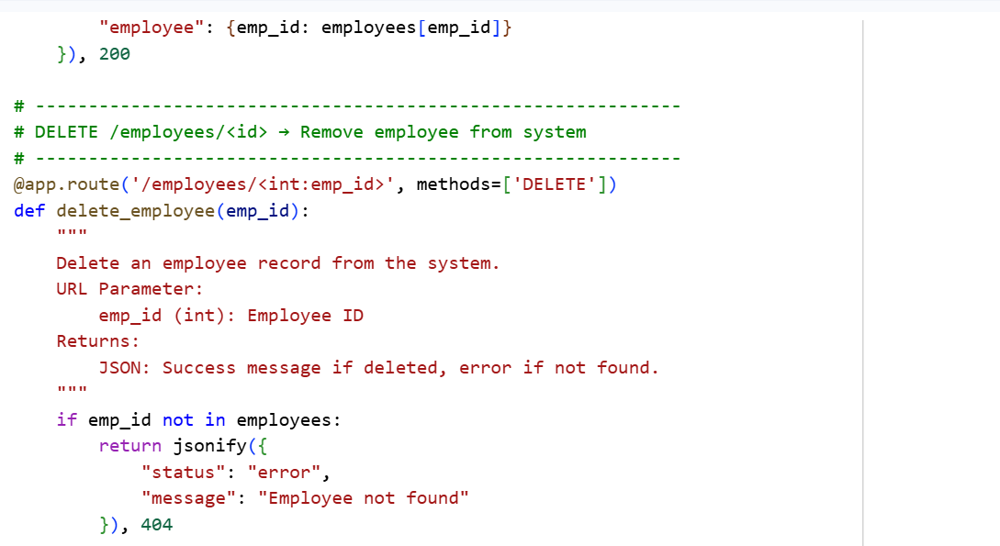 "employee": {emp_id: employees[emp_id]}
    }), 200

# -------------------------------------------------------------
# DELETE /employees/<id> → Remove employee from system
# -------------------------------------------------------------
@app.route('/employees/<int:emp_id>', methods=['DELETE'])
def delete_employee(emp_id):
    """
    Delete an employee record from the system.
    URL Parameter:
        emp_id (int): Employee ID
    Returns:
        JSON: Success message if deleted, error if not found.
    """
    if emp_id not in employees:
        return jsonify({
            "status": "error",
            "message": "Employee not found"
        }), 404